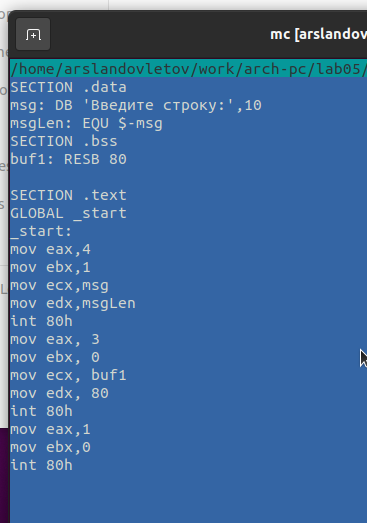 mc [arslandov
/home/arslandovletov/work/arch-pc/lab05/
SECTION .data
msg: DB 'Введите строку:',10
msgLen: EQU $-msg
SECTION .bss
buf1: RESB 80
SECTION .text
GLOBAL _start
_start:
mov eax,4
mov ebx,1
mov ecx,msg
mov edx,msgLen
int 80h
mov eax, 3
mov ebx, 0
mov ecx, buf1
mov edx, 80
int 80h
mov eax,1
mov ebx,0
int 80h